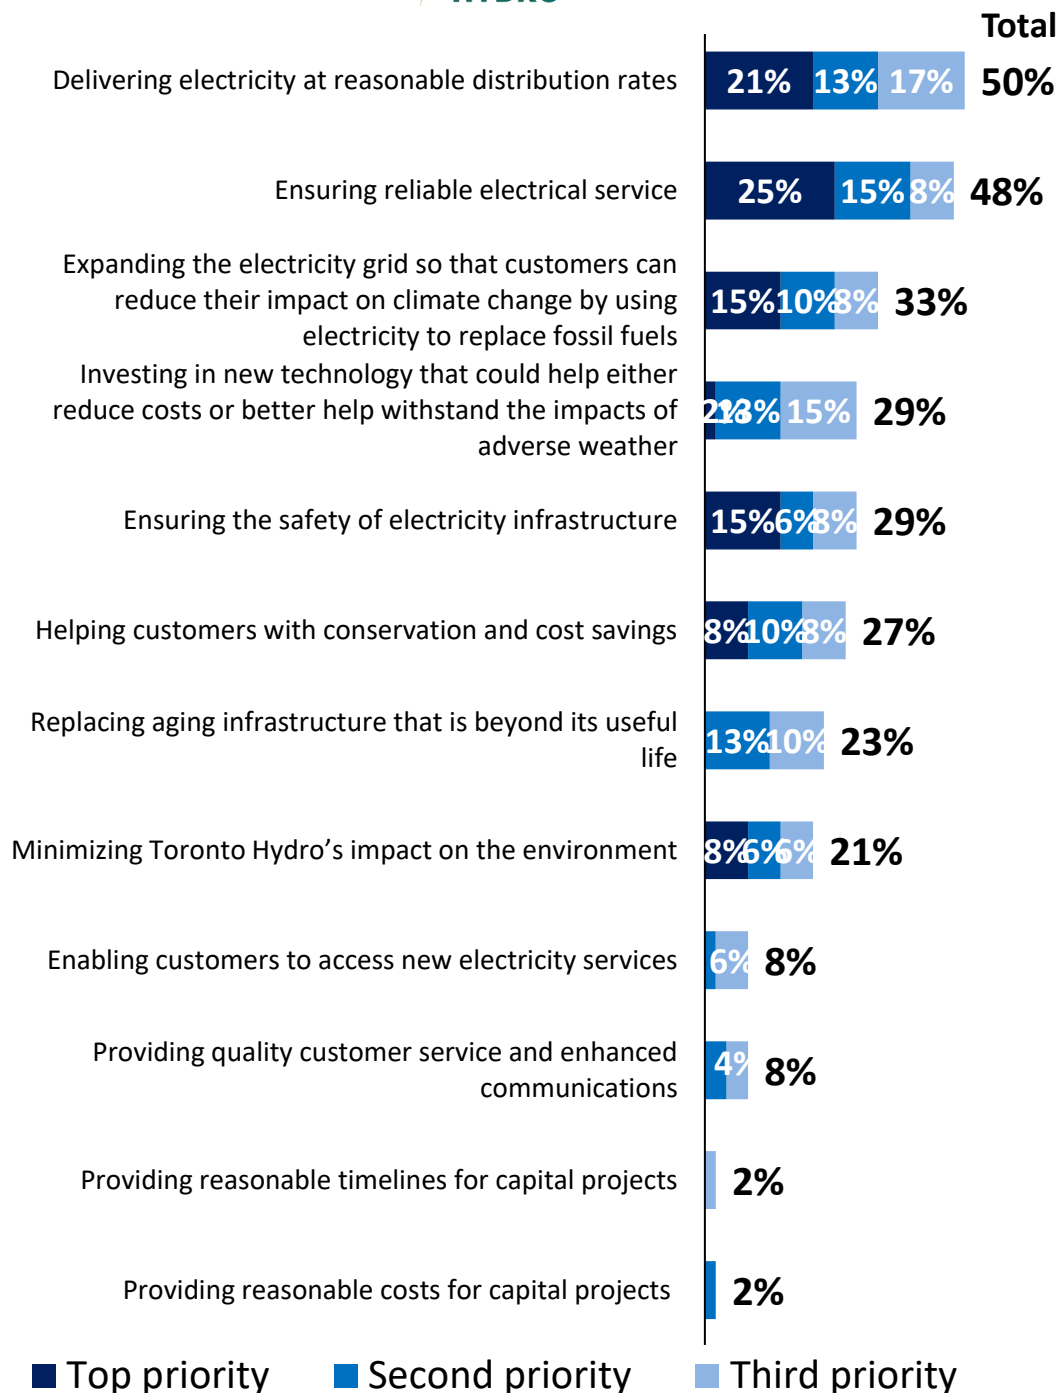 HYDRO
Total
Delivering electricity at reasonable distribution rates 21% 13% 17% 50%
Ensuring reliable electrical service 25% 15% 8% 48%
Expanding the electricity grid so that customers can
reduce their impact on climate change by using 15% 10% 8% 33%
electricity to replace fossil fuels
Investing in new technology that could help either
reduce costs or better help withstand the impacts of 2% 13% 15% 29%
adverse weather
Ensuring the safety of electricity infrastructure 15% 6% 8% 29%
Helping customers with conservation and cost savings 8% 10% 8% 27%
Replacing aging infrastructure that is beyond its useful
life 13% 10% 23%
Minimizing Toronto Hydro’s impact on the environment 8% 6% 6% 21%
Enabling customers to access new electricity services 6% 8%
Providing quality customer service and enhanced
communications 4% 8%
Providing reasonable timelines for capital projects 2%
Providing reasonable costs for capital projects 2%
Top priority Second priority Third priority